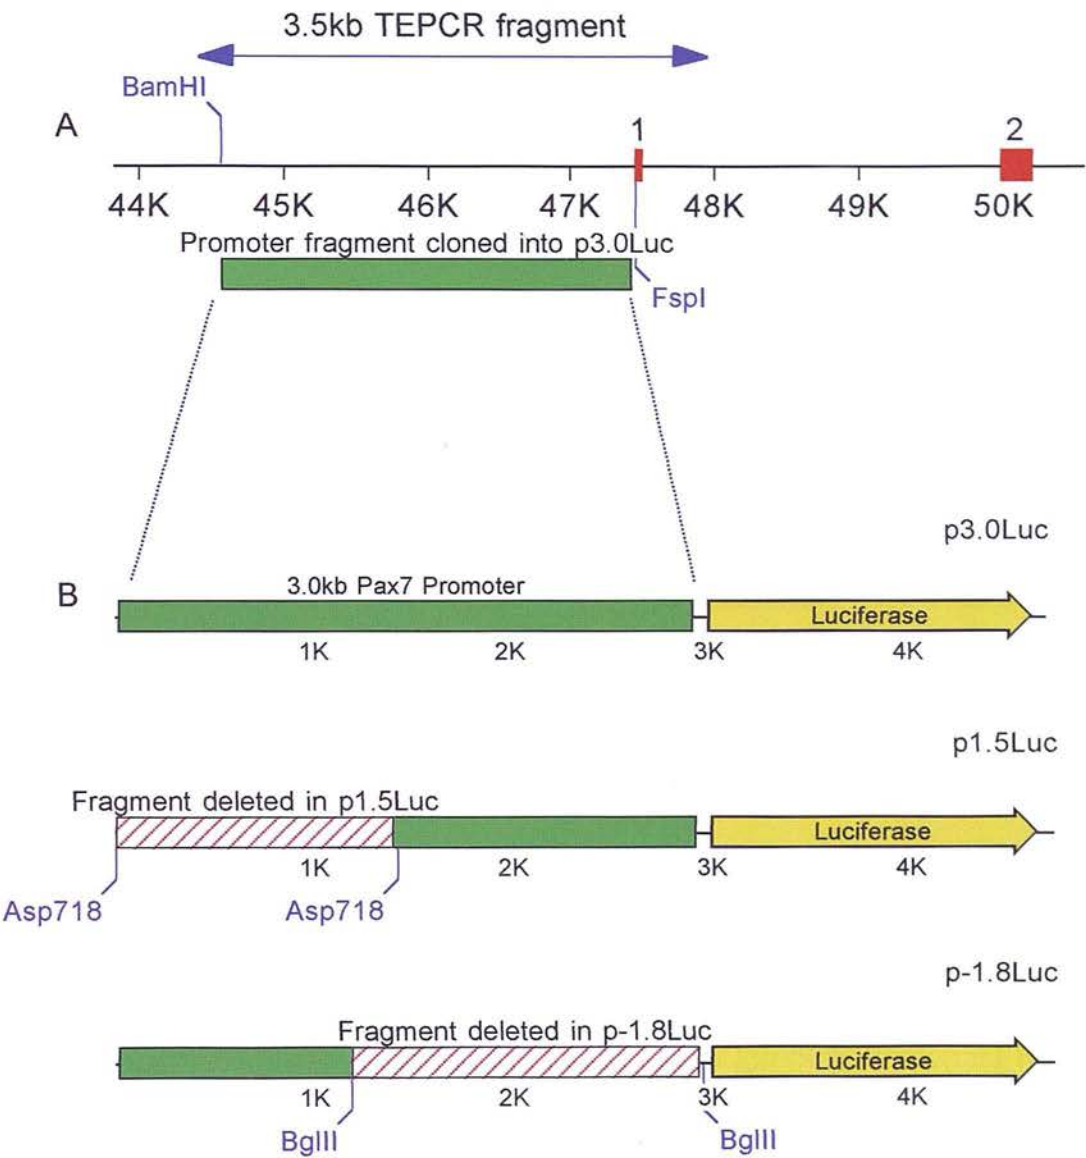 3.5kb TEPCR fragment
BamHI
A
1
2
44K 45K 46K 47K 48K 49K 50K
Promoter fragment cloned into p3.0Luc
FspI
p3.0Luc
B
3.0kb Pax7 Promoter
Luciferase
1K 2K 3K 4K
p1.5Luc
Fragment deleted in p1.5Luc
Luciferase
1K 2K 3K 4K
Asp718 Asp718
p-1.8Luc
Fragment deleted in p-1.8Luc
Luciferase
1K 2K 3K 4K
BglII BglII